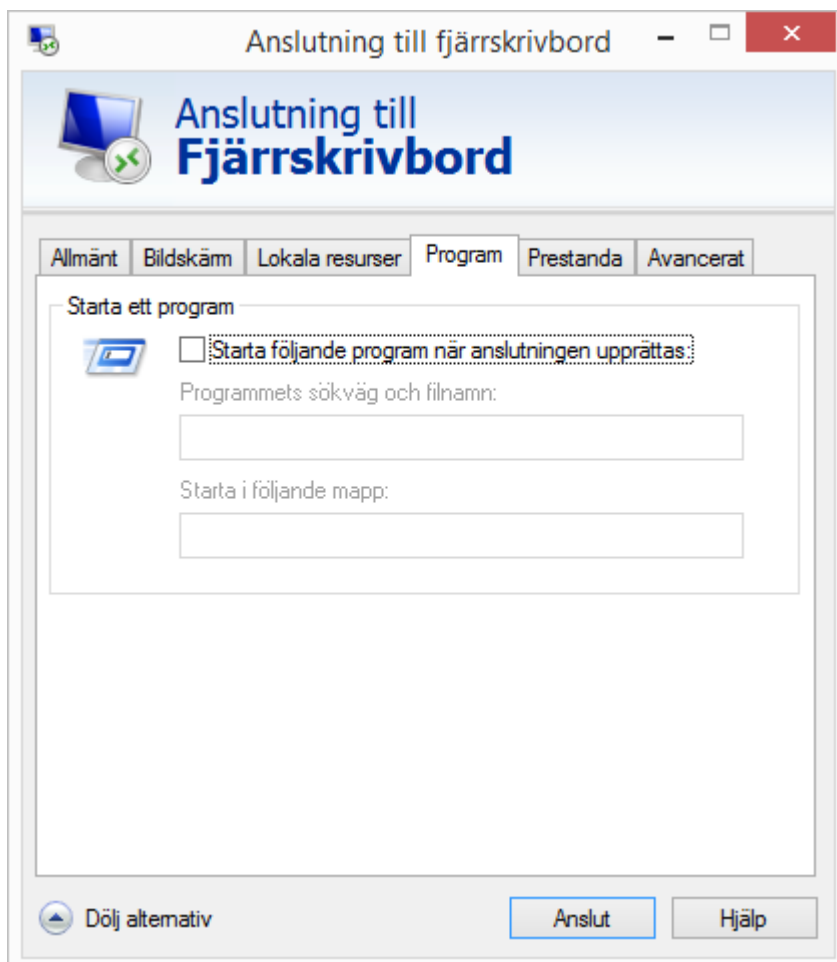 Anslutning till fjärrskrivbord
Anslutning till
Fjärrskrivbord
Allmänt Bildskärm Lokala resurser Program Prestanda Avancerat
Starta ett program
Starta följande program när anslutningen upprättas:
Programmets sökväg och filnamn:
Starta i följande mapp:
Dölj alternativ Anslut Hjälp